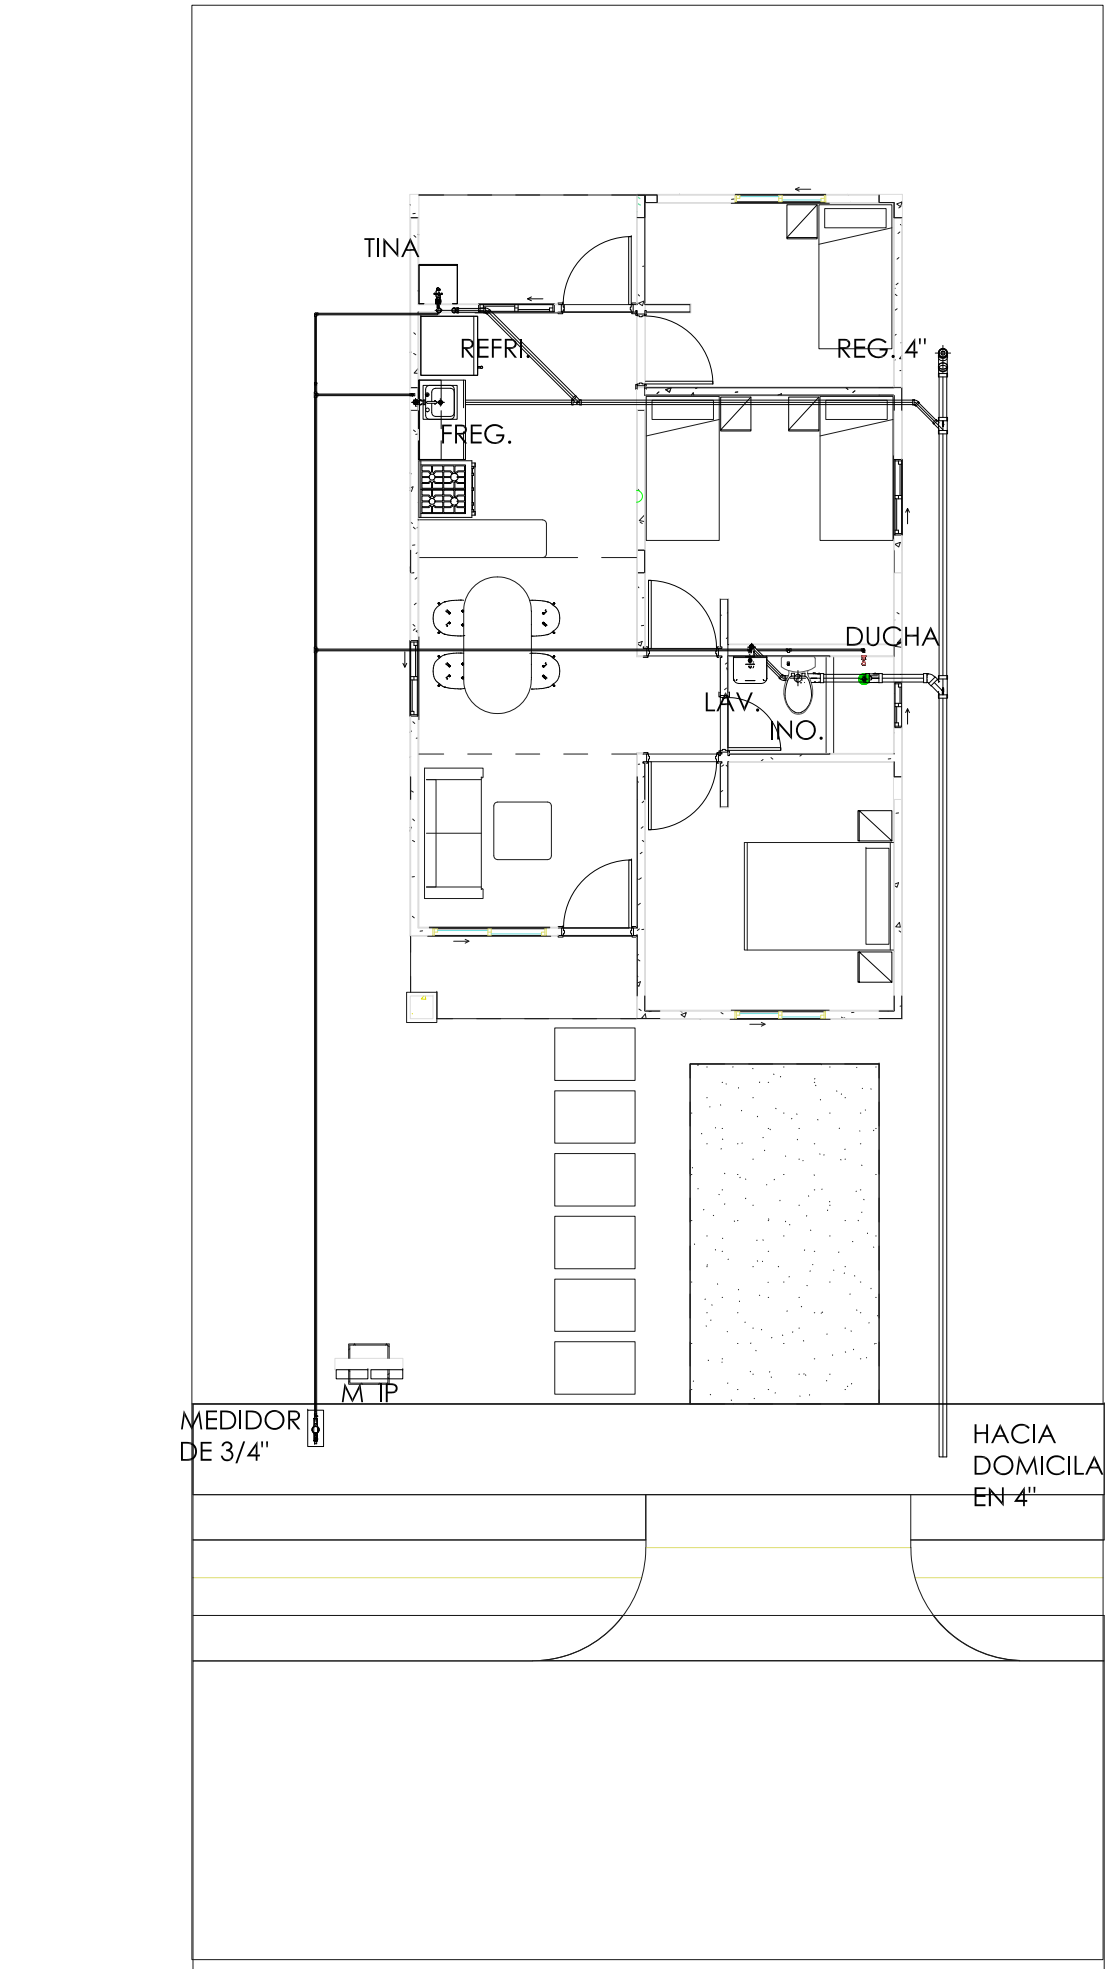 TINA
REFRI.
REG. 4"
FREG.
DUCHA
LAV.
INO.
M IP
MEDIDOR
DE 3/4"
HACIA
DOMICILA
EN 4"